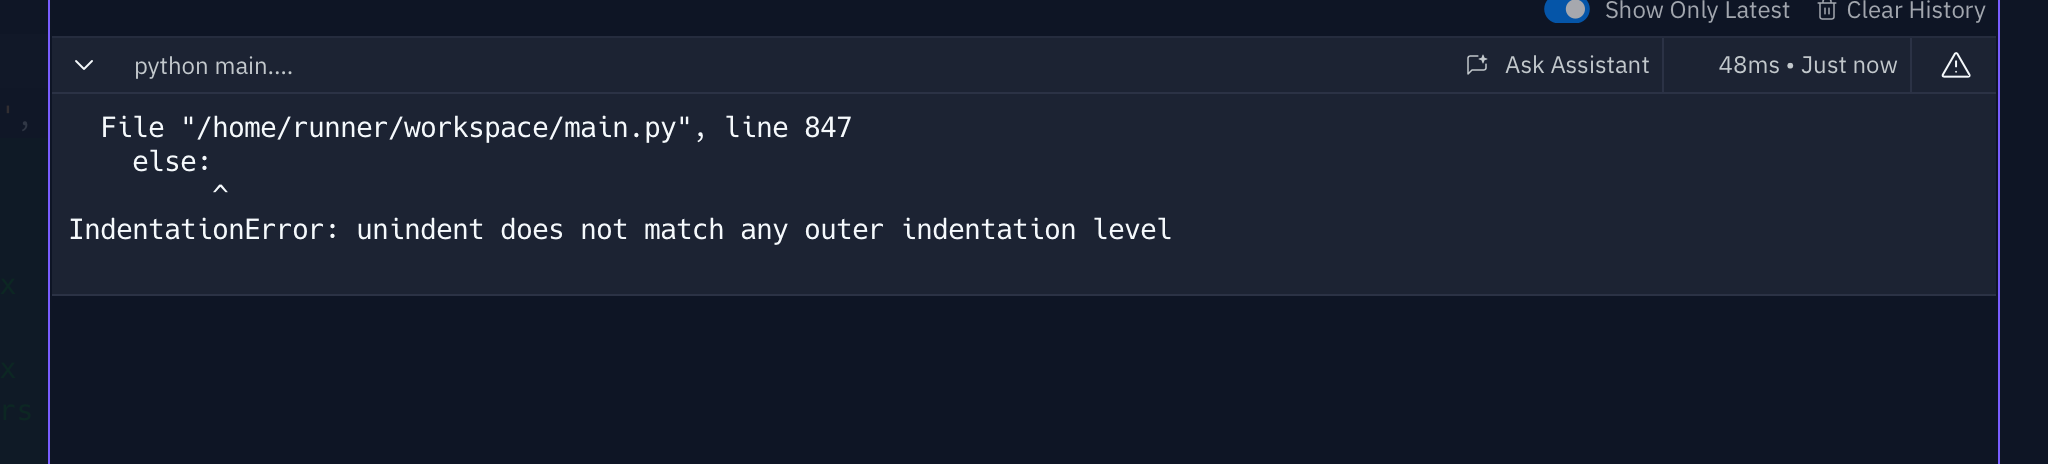 Show Only Latest Clear History
python main.... Ask Assistant 48ms • Just now
',
File "/home/runner/workspace/main.py", line 847
else:
^
IndentationError: unindent does not match any outer indentation level
x
x
rs